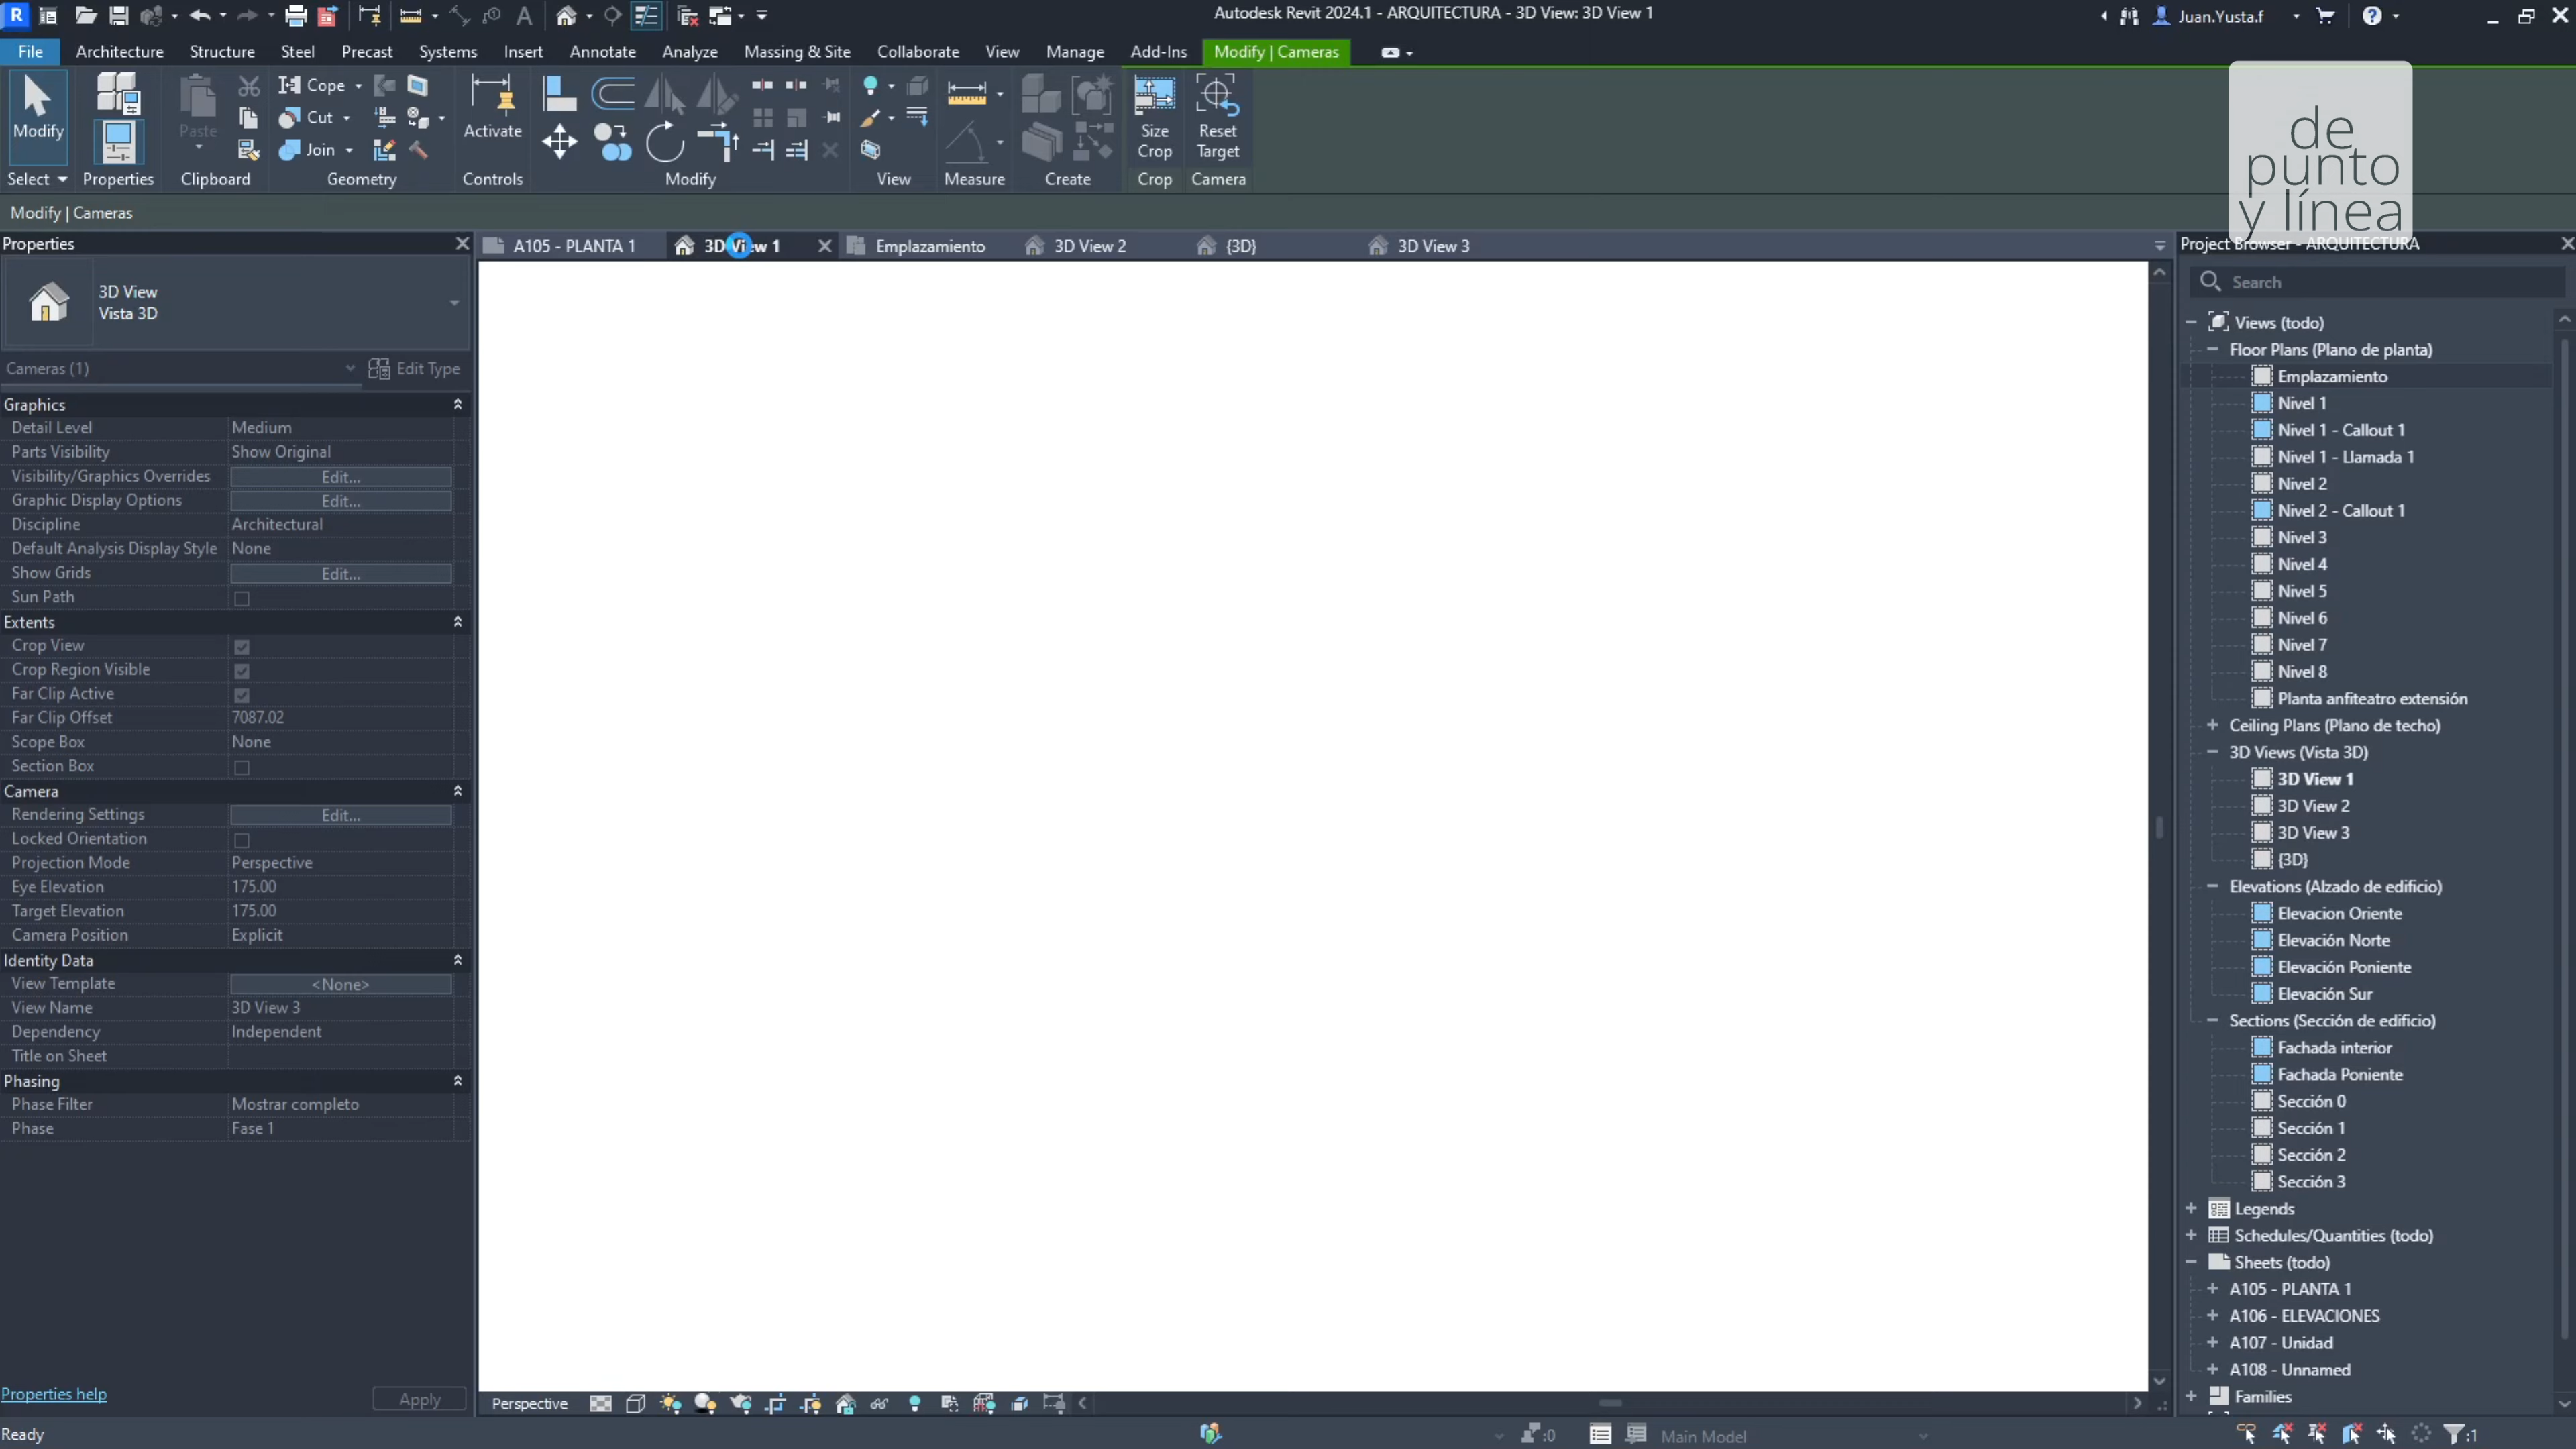 Autodesk Revit 2024.1 - ARQUITECTURA - 3D View: 3D View 1
Juan.Yusta.f
File Architecture Structure Steel Precast Systems Insert Annotate Analyze Massing & Site Collaborate View Manage Add-Ins Modify | Cameras
Modify
Paste
Cope
Cut
Join
Activate
Size Crop
Reset Target
Select Properties Clipboard Geometry Controls Modify View Measure Create Crop Camera
de
punto
y línea
Modify | Cameras
Properties
A105 - PLANTA 1 3D View 1 Emplazamiento 3D View 2 {3D} 3D View 3
Project Browser - ARQUITECTURA
3D View
Vista 3D
Cameras (1) Edit Type
Graphics
Detail Level Medium
Parts Visibility Show Original
Visibility/Graphics Overrides Edit...
Graphic Display Options Edit...
Discipline Architectural
Default Analysis Display Style None
Show Grids Edit...
Sun Path
Extents
Crop View
Crop Region Visible
Far Clip Active
Far Clip Offset 7087.02
Scope Box None
Section Box
Camera
Rendering Settings Edit...
Locked Orientation
Projection Mode Perspective
Eye Elevation 175.00
Target Elevation 175.00
Camera Position Explicit
Identity Data
View Template <None>
View Name 3D View 3
Dependency Independent
Title on Sheet
Phasing
Phase Filter Mostrar completo
Phase Fase 1
Properties help Apply
Search
Views (todo)
Floor Plans (Plano de planta)
Emplazamiento
Nivel 1
Nivel 1 - Callout 1
Nivel 1 - Llamada 1
Nivel 2
Nivel 2 - Callout 1
Nivel 3
Nivel 4
Nivel 5
Nivel 6
Nivel 7
Nivel 8
Planta anfiteatro extensión
Ceiling Plans (Plano de techo)
3D Views (Vista 3D)
3D View 1
3D View 2
3D View 3
{3D}
Elevations (Alzado de edificio)
Elevacion Oriente
Elevación Norte
Elevación Poniente
Elevación Sur
Sections (Sección de edificio)
Fachada interior
Fachada Poniente
Sección 0
Sección 1
Sección 2
Sección 3
Legends
Schedules/Quantities (todo)
Sheets (todo)
A105 - PLANTA 1
A106 - ELEVACIONES
A107 - Unidad
A108 - Unnamed
Families
Perspective
Ready
:0
Main Model
:1